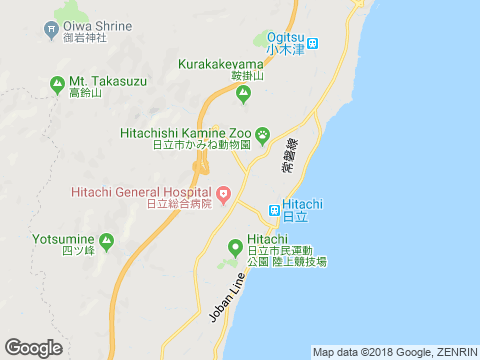 Oiwa Shrine
御岩神社
Ogitsu
小木津
Kurakakeyama
鞍掛山
Mt. Takasuzu
高鈴山
Hitachishi Kamine Zoo
日立市かみね動物園
常磐線
Hitachi General Hospital
日立総合病院
Hitachi
日立
Yotsumine
四ツ峰
Hitachi
日立市民運動
公園 陸上競技場
Joban Line
Google
Map data ©2018 Google, ZENRIN